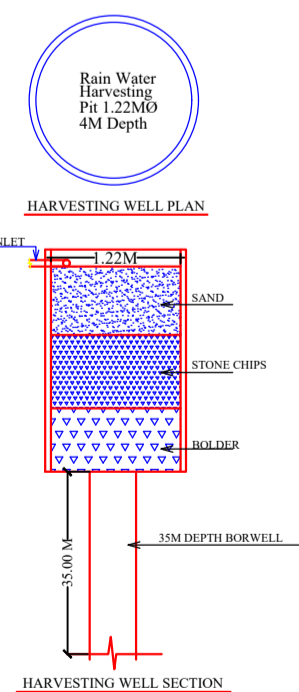 Rain Water
Harvesting
Pit 1.22MØ
4M Depth
HARVESTING WELL PLAN
NLET
1.22M
SAND
STONE CHIPS
BOLDER
35M DEPTH BORWELL
35.00 M
HARVESTING WELL SECTION